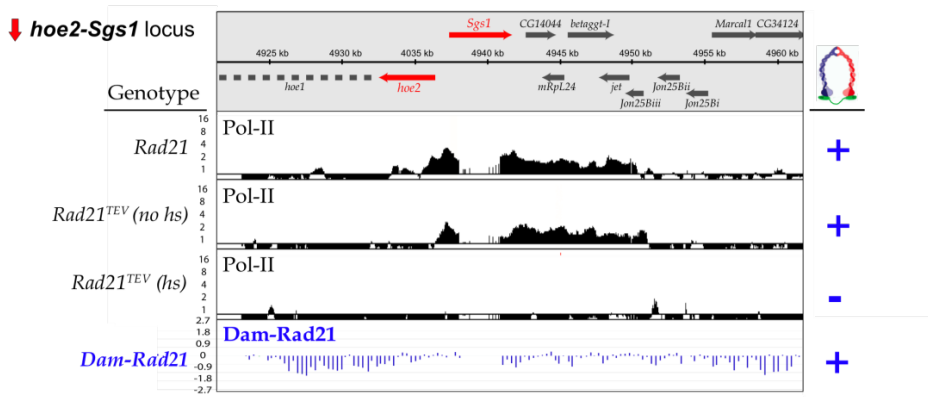 hoe2-Sgs1 locus
Sgs1 CG14044 betaggt-I Marcal1 CG34124
4925 kb 4930 kb 4035 kb 4940 kb 4945 kb 4950 kb 4955 kb 4960 kb
Genotype
hoe1 hoe2 mRpL24 jet Jon25Bii
Jon25Biii Jon25Bi
Rad21
16
8
4
2
1
Pol-II
+
Rad21TEV (no hs)
16
8
4
2
1
Pol-II
+
Rad21TEV (hs)
16
8
4
2
1
Pol-II
-
Dam-Rad21
2.7
1.8
0.9
0
-0.9
-1.8
-2.7
Dam-Rad21
+